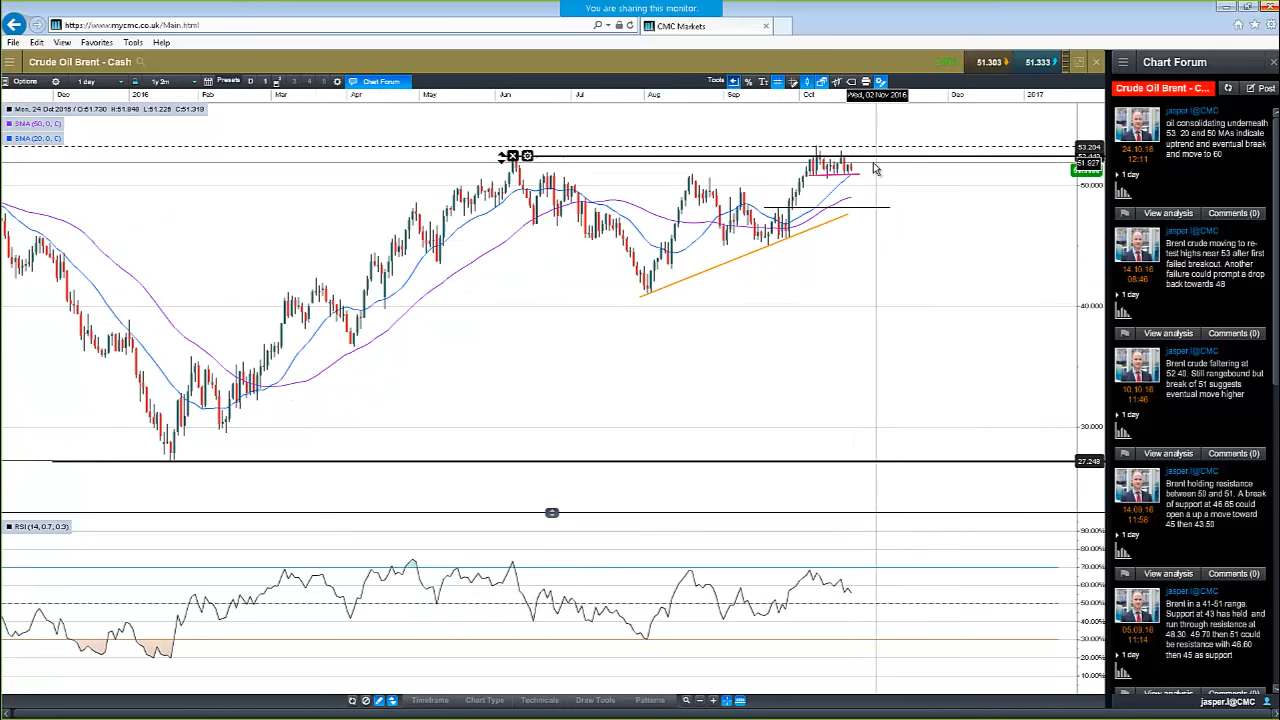 You are sharing this monitor.
https://www.mycmc.co.uk/Main.html
CMC Markets
File Edit View Favorites Tools Help
Crude Oil Brent - Cash
51.303
51.333
Chart Forum
Options
1 day
1y 2m
Presets
D
1
Chart Forum
Tools
Dec 2016 Feb Mar Apr May Jun Jul Aug Sep Oct Dec 2017
Wed, 02 Nov 2016
SMA (50, 0, C)
SMA (20, 0, C)
53.204
51.927
50.000
40.000
30.000
27.248
RSI (14, 0.7, 0.3)
90.00%
80.00%
70.00%
60.00%
50.00%
40.00%
30.00%
20.00%
10.00%
Timeframe Chart Type Technicals Draw Tools Patterns
Crude Oil Brent - C...
Post
jasper.l@CMC
oil consolidating underneath
53. 20 and 50 MAs indicate
uptrend and eventual break
and move to 60
24.10.16
12:11
1 day
View analysis Comments (0)
jasper.l@CMC
Brent crude moving to re-
test highs near 53 after first
failed breakout. Another
failure could prompt a drop
back towards 48
14.10.16
08:46
1 day
View analysis Comments (0)
jasper.l@CMC
Brent crude faltering at
52.40. Still rangebound but
break of 51 suggests
eventual move higher
10.10.16
11:46
1 day
View analysis Comments (0)
jasper.l@CMC
Brent holding resistance
between 50 and 51. A break
of support at 46.65 could
open a up a move toward
45 then 43.50
14.09.16
11:58
1 day
View analysis Comments (0)
jasper.l@CMC
Brent in a 41-51 range.
Support at 43 has held and
run through resistance at
48.30. 49.70 then 51 could
be resistance with 46.60
then 45 as support
05.09.16
11:14
1 day
View analysis Comments (0)
jasper.l@CMC